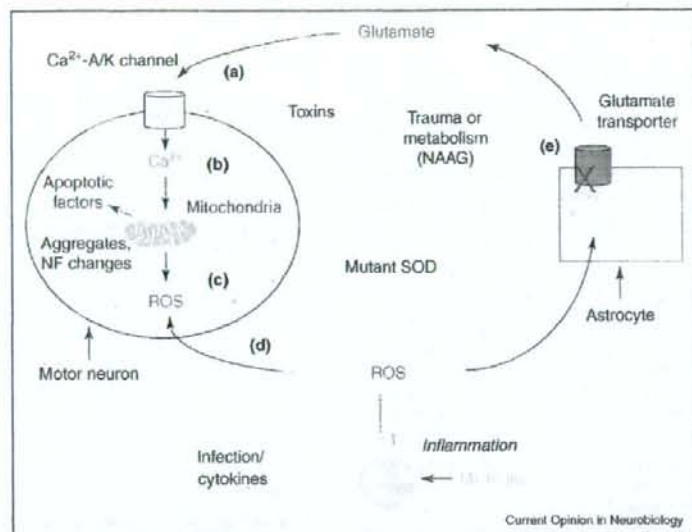 Glutamate
Ca²⁺-A/K channel
(a)
Toxins
Trauma or
metabolism
(NAAG)
Glutamate
transporter
(e)
Ca²⁺
(b)
Apoptotic
factors
Mitochondria
Aggregates,
NF changes
(c)
ROS
Mutant SOD
Astrocyte
(d)
Motor neuron
ROS
Infection/
cytokines
Inflammation
Current Opinion in Neurobiology